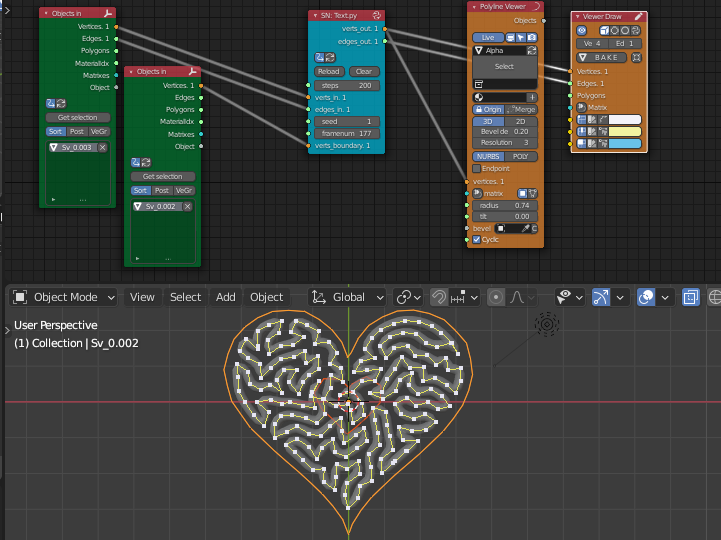 Objects in
Vertices. 1
Edges. 1
Polygons
Materialdx
Matrixes
Object
Get selection
Sort Post VeGr
Sv_0.003
...
Objects in
Vertices. 1
Edges
Polygons
Materialdx
Matrixes
Object
Get selection
Sort Post VeGr
Sv_0.002
...
SN: Text.py
verts_out. 1
edges_out. 1
Reload Clear
steps 200
verts_in. 1
edges_in. 1
seed 1
framenum 177
verts_boundary. 1
Polyline Viewer
Objects
Live
Alpha
Select
Origin "Merge
3D 2D
Bevel de 0.20
Resolution 3
NURBS POLY
Endpoint
vertices. 1
matrix
radius 0.74
tilt 0.00
bevel
Cyclic
Viewer Draw
Ve 4 Ed 1
BAKE
Vertices. 1
Edges. 1
Polygons
Matrix
Object Mode View Select Add Object Global
User Perspective
(1) Collection | Sv_0.002